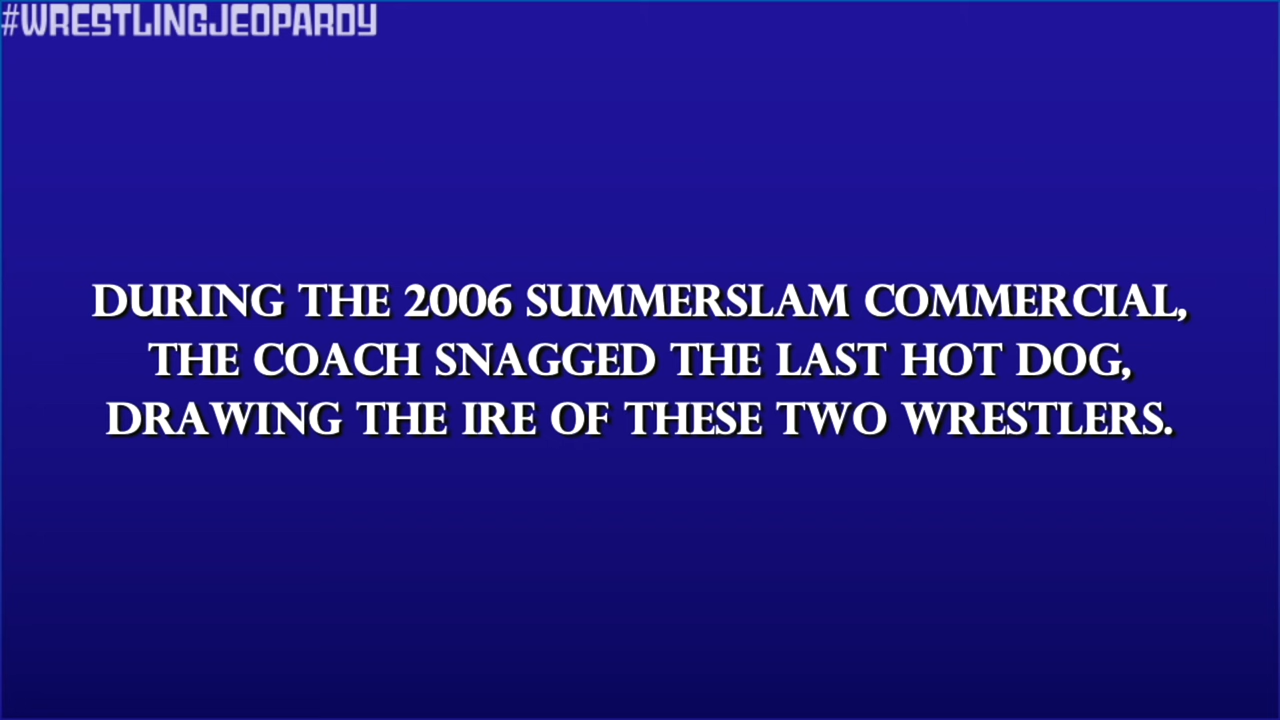 #WRESTLINGJEOPARDY
DURING THE 2006 SUMMERSLAM COMMERCIAL,
THE COACH SNAGGED THE LAST HOT DOG,
DRAWING THE IRE OF THESE TWO WRESTLERS.